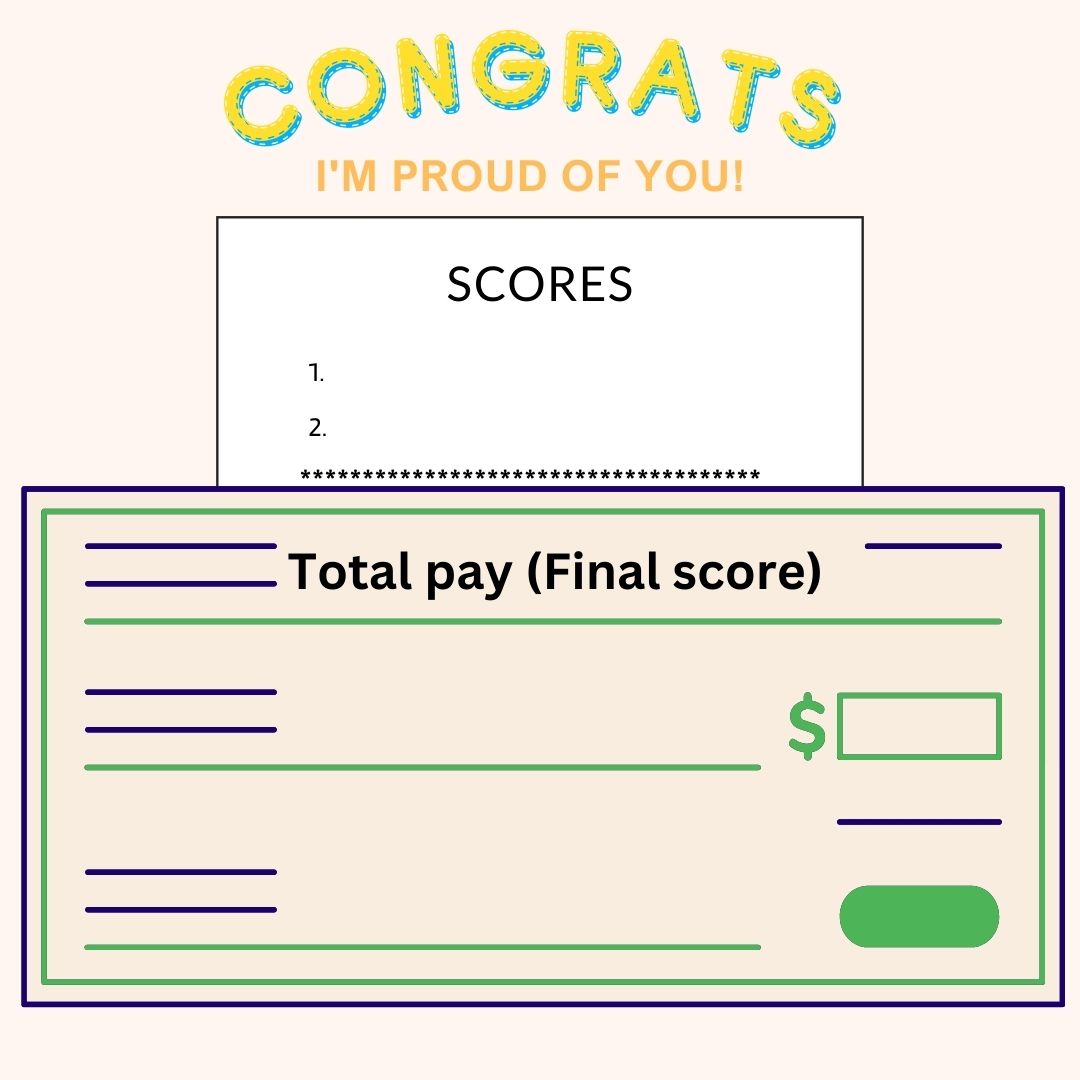 CONGRATS
I'M PROUD OF YOU!
SCORES
1.
2.
*************************************
Total pay (Final score)
$